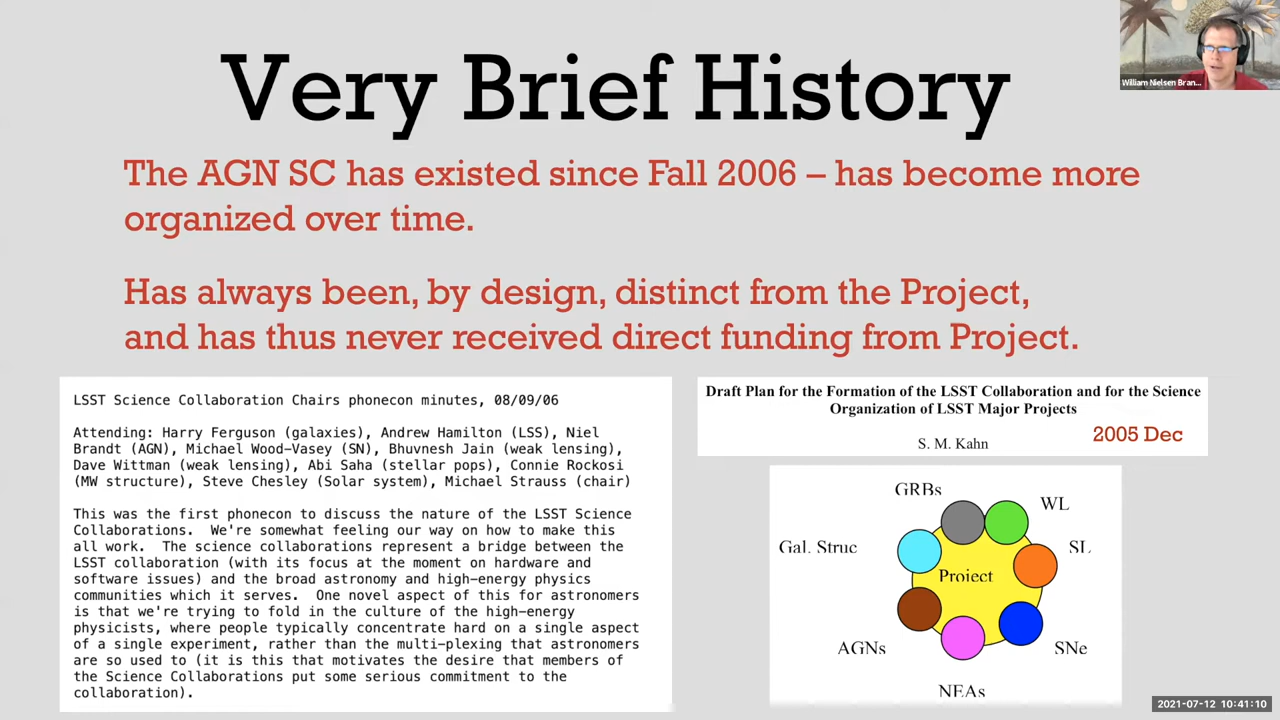 Very Brief History
William Nielsen Bran...
The AGN SC has existed since Fall 2006 – has become more
organized over time.
Has always been, by design, distinct from the Project,
and has thus never received direct funding from Project.
LSST Science Collaboration Chairs phonecon minutes, 08/09/06
Attending: Harry Ferguson (galaxies), Andrew Hamilton (LSS), Niel
Brandt (AGN), Michael Wood-Vasey (SN), Bhuvnesh Jain (weak lensing),
Dave Wittman (weak lensing), Abi Saha (stellar pops), Connie Rockosi
(MW structure), Steve Chesley (Solar system), Michael Strauss (chair)
This was the first phonecon to discuss the nature of the LSST Science
Collaborations.  We're somewhat feeling our way on how to make this
all work.  The science collaborations represent a bridge between the
LSST collaboration (with its focus at the moment on hardware and
software issues) and the broad astronomy and high-energy physics
communities which it serves.  One novel aspect of this for astronomers
is that we're trying to fold in the culture of the high-energy
physicists, where people typically concentrate hard on a single aspect
of a single experiment, rather than the multi-plexing that astronomers
are so used to (it is this that motivates the desire that members of
the Science Collaborations put some serious commitment to the
collaboration).
Draft Plan for the Formation of the LSST Collaboration and for the Science
Organization of LSST Major Projects
2005 Dec
S. M. Kahn
GRBs
WL
Gal. Struc
SL
Project
AGNs
SNe
NEAs
2021-07-12 10:41:10